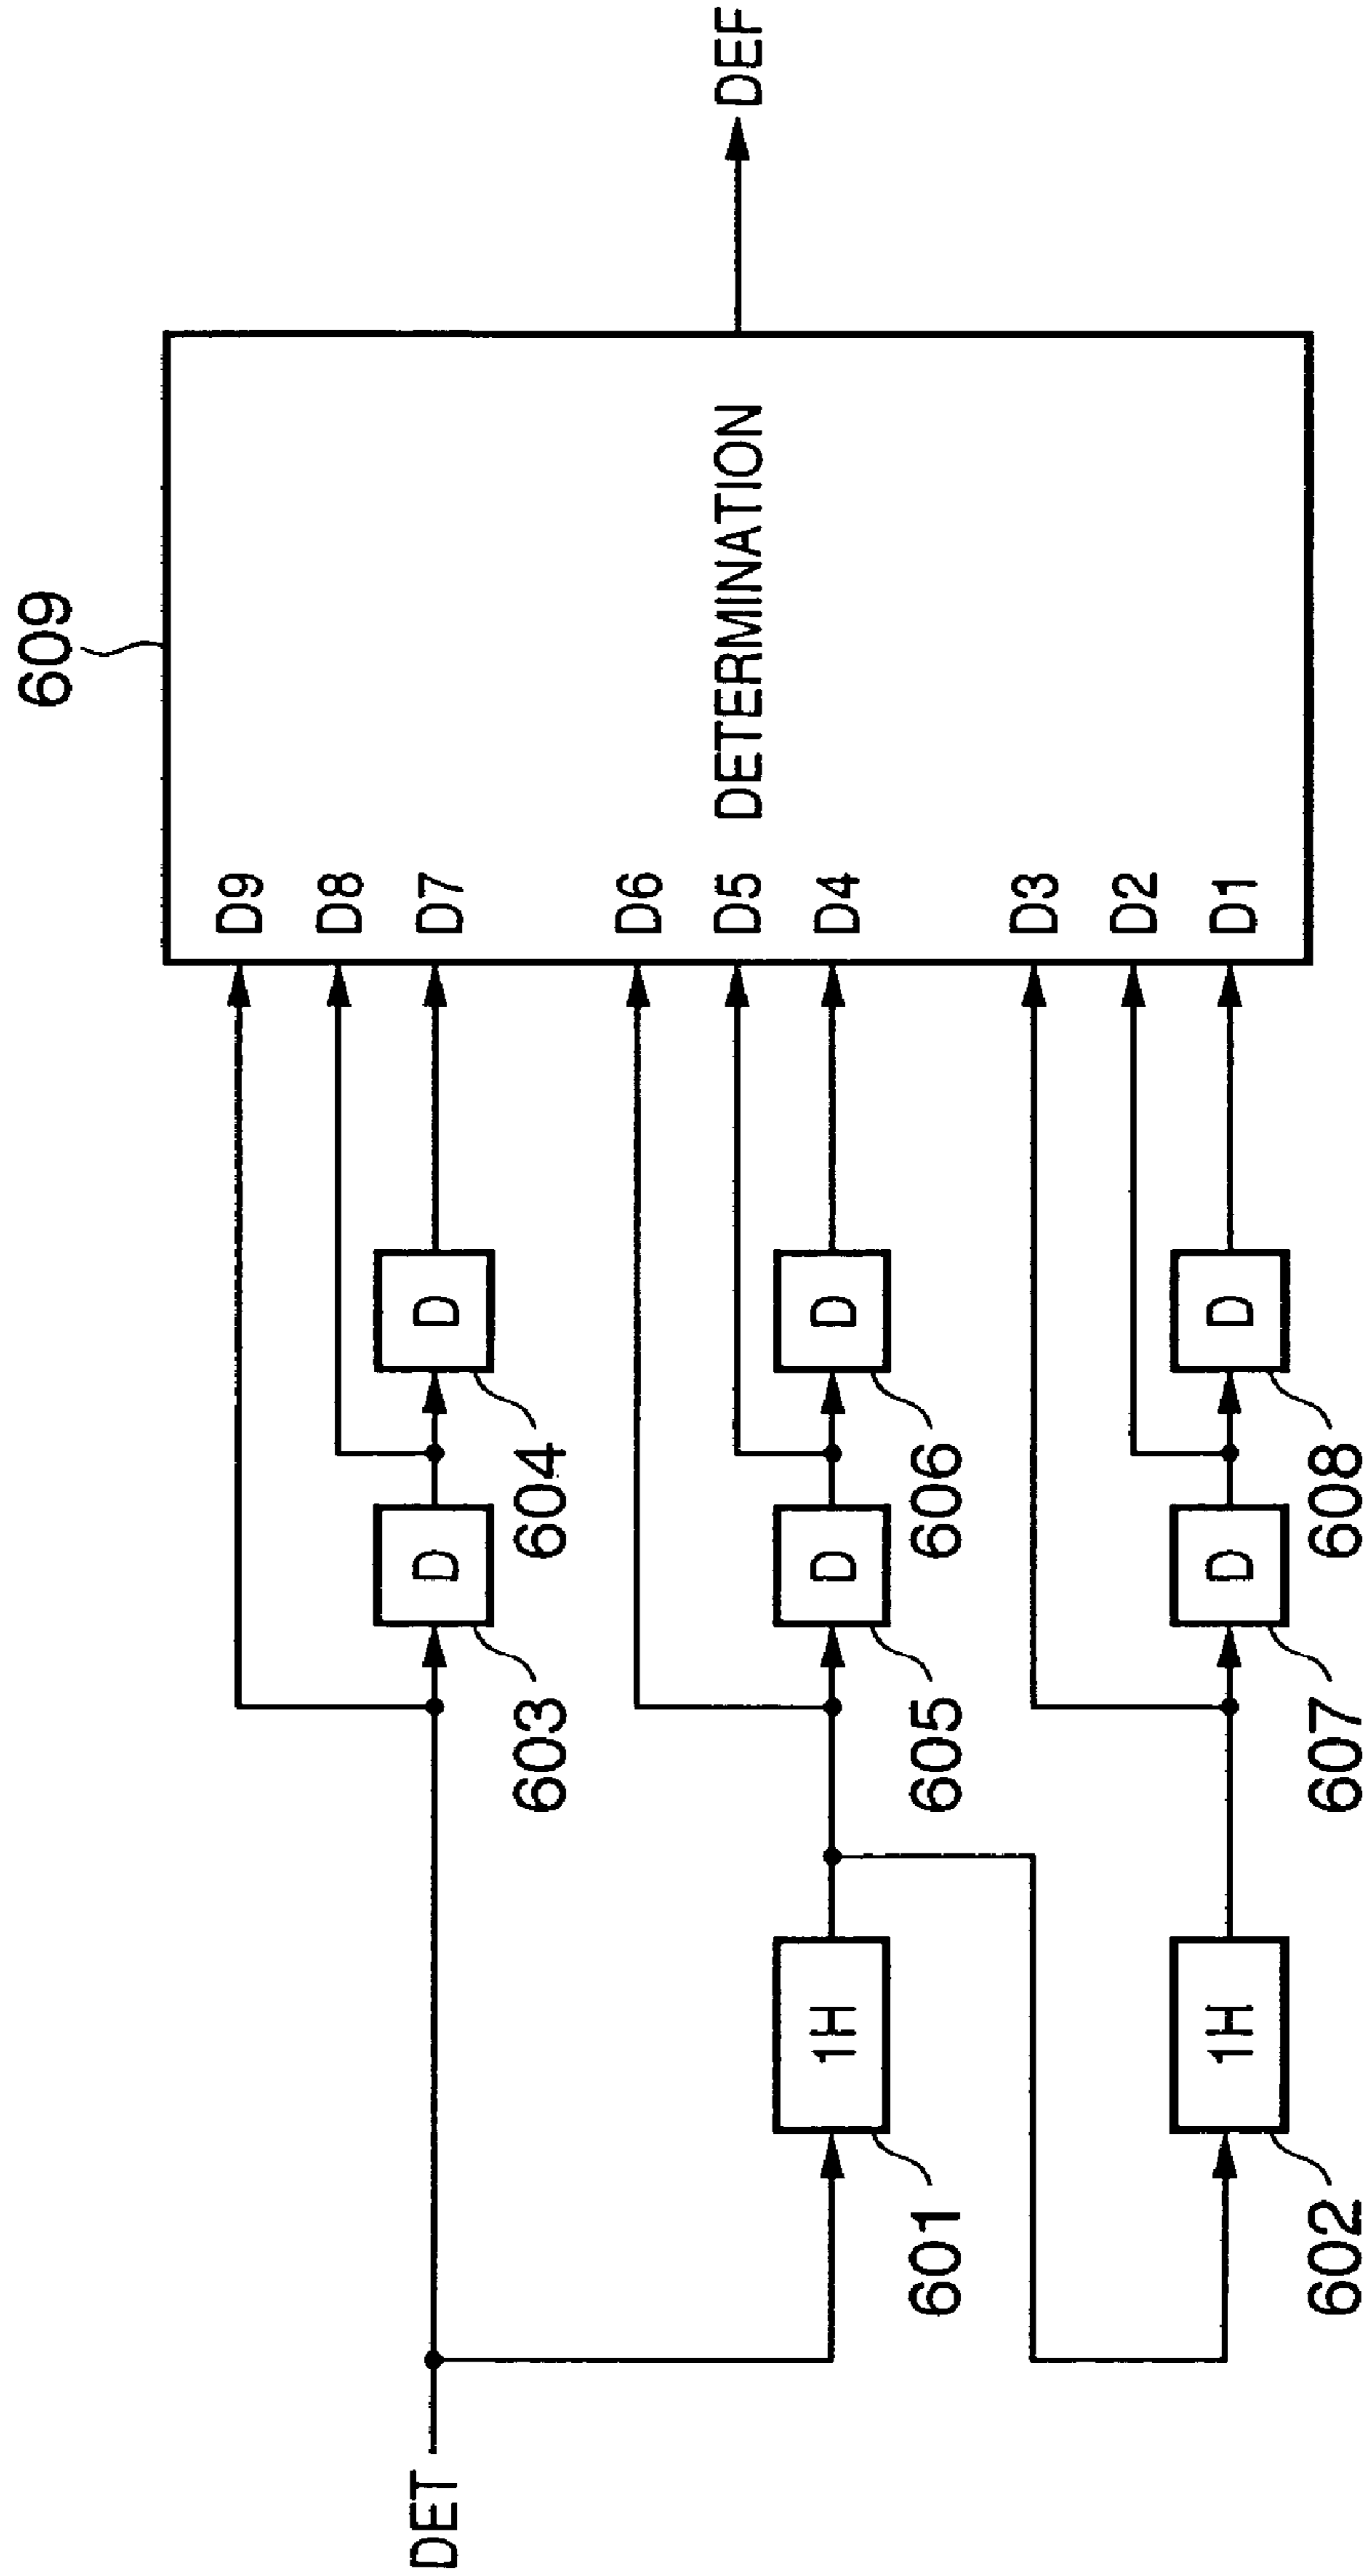 609
DET
DEF
DETERMINATION
D9
D8
D7
D6
D5
D4
D3
D2
D1
D
603
D
604
1H
601
D
605
D
606
1H
602
D
607
D
608